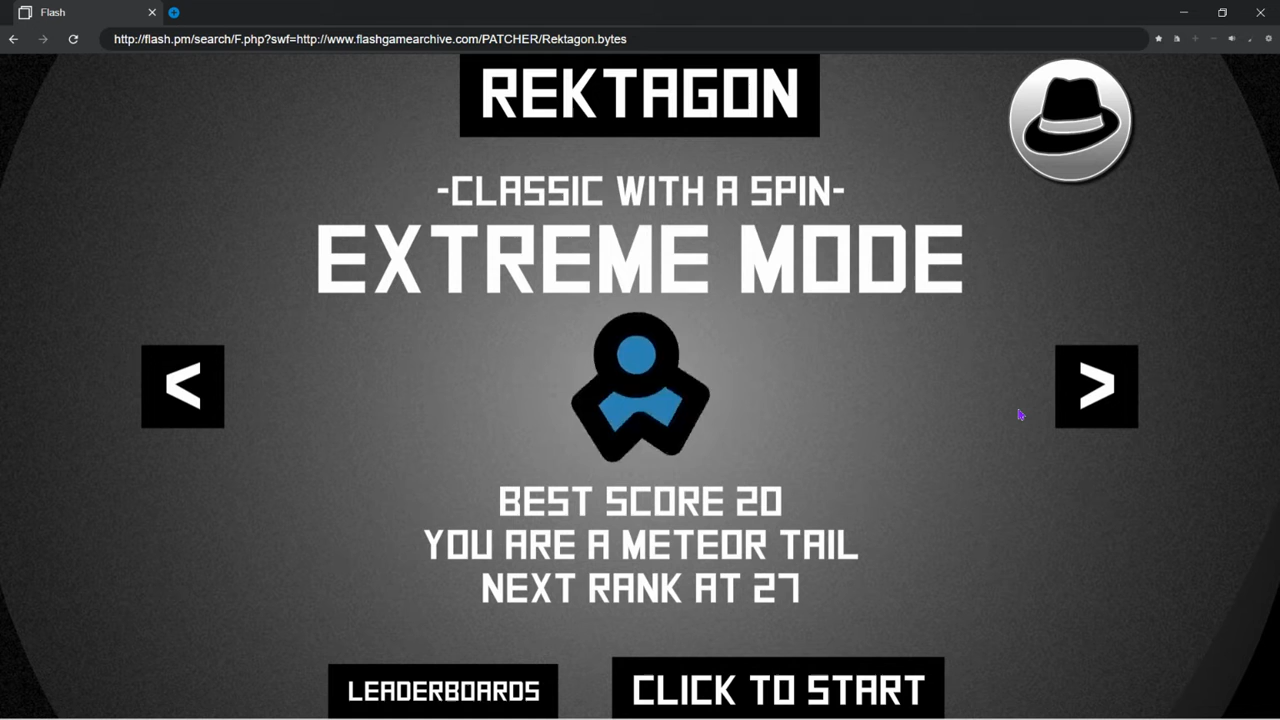 Flash
http://flash.pm/search/F.php?swf=http://www.flashgamearchive.com/PATCHER/Rektagon.bytes
REKTAGON
-CLASSIC WITH A SPIN-
EXTREME MODE
< >
BEST SCORE 20
YOU ARE A METEOR TAIL
NEXT RANK AT 27
LEADERBOARDS CLICK TO START